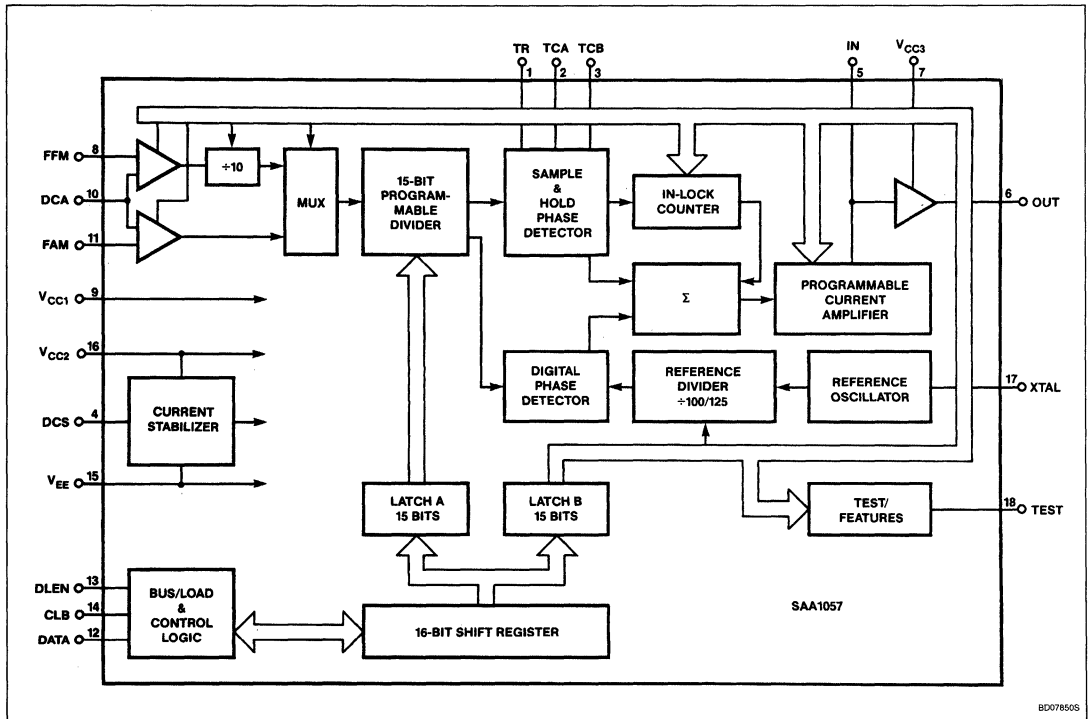 TR TCA TCB IN VCC3
1 2 3 5 7
FFM 8
÷10
DCA 10
MUX
15-BIT
PROGRAM-
MABLE
DIVIDER
SAMPLE
&
HOLD
PHASE
DETECTOR
IN-LOCK
COUNTER
6 OUT
FAM 11
Σ
PROGRAMMABLE
CURRENT
AMPLIFIER
VCC1 9
VCC2 16
CURRENT
STABILIZER
DIGITAL
PHASE
DETECTOR
REFERENCE
DIVIDER
÷100/125
REFERENCE
OSCILLATOR
17 XTAL
DCS 4
VEE 15
LATCH A
15 BITS
LATCH B
15 BITS
TEST/
FEATURES
18 TEST
DLEN 13
CLB 14
DATA 12
BUS/LOAD
&
CONTROL
LOGIC
16-BIT SHIFT REGISTER
SAA1057
BD07850S